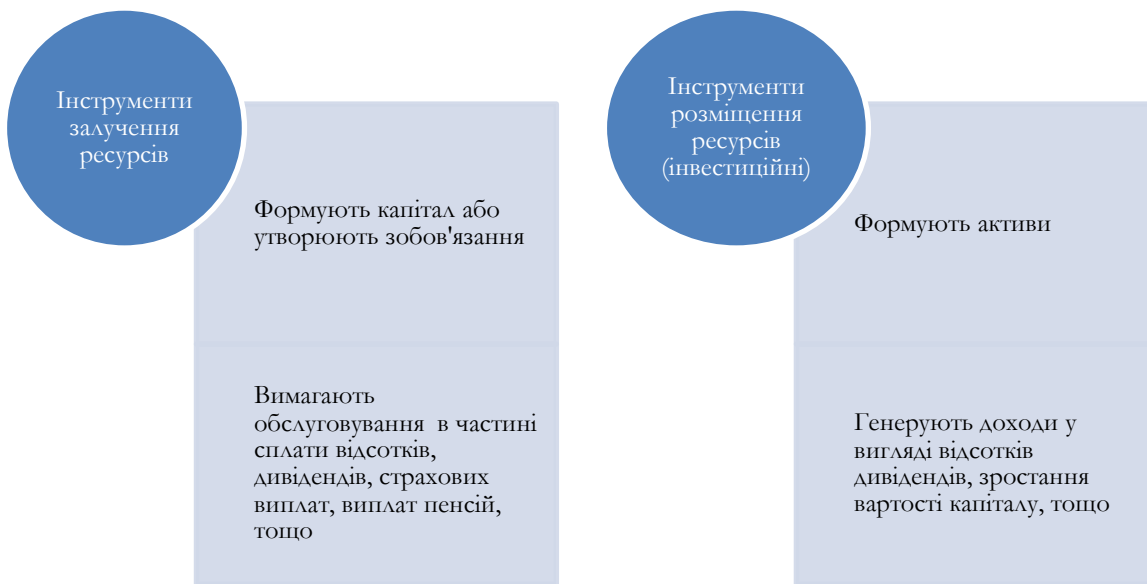 Інструменти
залучення
ресурсів
Формують капітал або
утворюють зобов'язання
Вимагають
обслуговування в частині
сплати відсотків,
дивідендів, страхових
виплат, виплат пенсій,
тощо
Інструменти
розміщення
ресурсів
(інвестиційні)
Формують активи
Генерують доходи у
вигляді відсотків
дивідендів, зростання
вартості капіталу, тощо